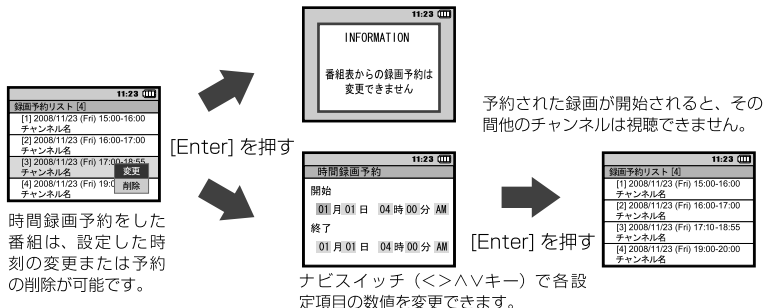 11:23
録画予約リスト [4]
[1] 2008/11/23 (Fri) 15:00-16:00
チャンネル名
[2] 2008/11/23 (Fri) 16:00-17:00
チャンネル名
[3] 2008/11/23 (Fri) 17:00-18:55
チャンネル名
変更
[4] 2008/11/23 (Fri) 19:0
チャンネル名
削除
時間録画予約をした
番組は、設定した時
刻の変更または予約
の削除が可能です。
[Enter] を押す
11:23
INFORMATION
番組表からの録画予約は
変更できません
11:23
時間録画予約
開始
01 月 01 日 04 時 00 分 AM
終了
01 月 01 日 04 時 00 分 AM
ナビスイッチ（<>∧∨キー）で各設
定項目の数値を変更できます。
[Enter] を押す
予約された録画が開始されると、その
間他のチャンネルは視聴できません。
11:23
録画予約リスト [4]
[1] 2008/11/23 (Fri) 15:00-16:00
チャンネル名
[2] 2008/11/23 (Fri) 16:00-17:00
チャンネル名
[3] 2008/11/23 (Fri) 17:10-18:55
チャンネル名
[4] 2008/11/23 (Fri) 19:00-20:00
チャンネル名